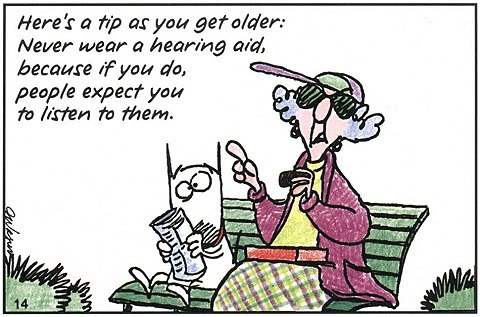 Here's a tip as you get older:
Never wear a hearing aid,
because if you do,
people expect you
to listen to them.
14